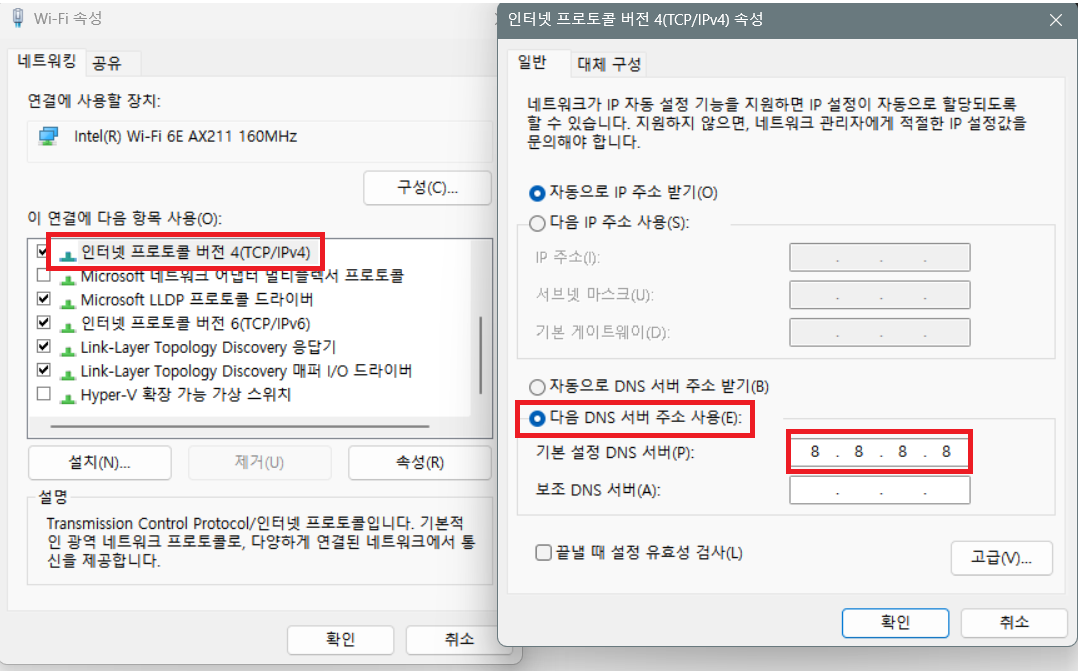 Wi-Fi 속성
네트워킹
공유
연결에 사용할 장치:
Intel(R) Wi-Fi 6E AX211 160MHz
구성(C)...
이 연결에 다음 항목 사용(O):
인터넷 프로토콜 버전 4(TCP/IPv4)
Microsoft 네트워크 어댑터 멀티플렉서 프로토콜
Microsoft LLDP 프로토콜 드라이버
인터넷 프로토콜 버전 6(TCP/IPv6)
Link-Layer Topology Discovery 응답기
Link-Layer Topology Discovery 매퍼 I/O 드라이버
Hyper-V 확장 가능 가상 스위치
설치(N)...
제거(U)
속성(R)
설명
Transmission Control Protocol/인터넷 프로토콜입니다. 기본적
인 광역 네트워크 프로토콜로, 다양하게 연결된 네트워크에서 통
신을 제공합니다.
확인
취소
인터넷 프로토콜 버전 4(TCP/IPv4) 속성
일반
대체 구성
네트워크가 IP 자동 설정 기능을 지원하면 IP 설정이 자동으로 할당되도록
할 수 있습니다. 지원하지 않으면, 네트워크 관리자에게 적절한 IP 설정값을
문의해야 합니다.
자동으로 IP 주소 받기(O)
다음 IP 주소 사용(S):
IP 주소(I):
. . .
서브넷 마스크(U):
. . .
기본 게이트웨이(D):
. . .
자동으로 DNS 서버 주소 받기(B)
다음 DNS 서버 주소 사용(E):
기본 설정 DNS 서버(P):
8 . 8 . 8 . 8
보조 DNS 서버(A):
. . .
끝낼 때 설정 유효성 검사(L)
고급(V)...
확인
취소